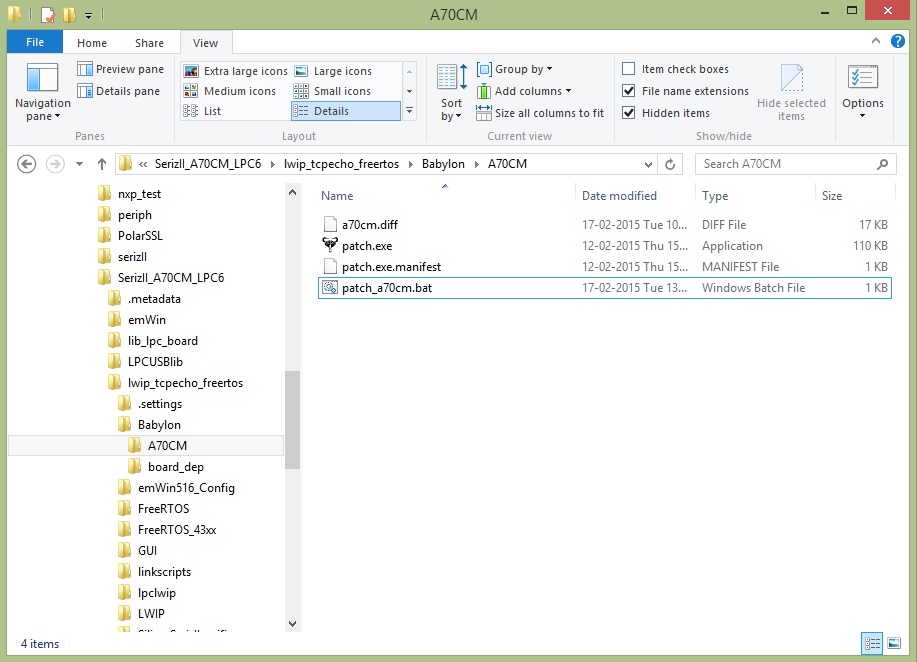 A70CM
File Home Share View
Navigation pane
Preview pane
Details pane
Panes
Extra large icons Large icons
Medium icons Small icons
List Details
Layout
Sort by
Group by
Add columns
Size all columns to fit
Current view
Item check boxes
File name extensions
Hidden items
Hide selected items
Show/hide
Options
« SerizII_A70CM_LPC6 lwip_tcpecho_freertos Babylon A70CM
Search A70CM
nxp_test
periph
PolarSSL
serizII
SerizII_A70CM_LPC6
.metadata
emWin
lib_lpc_board
LPCUSBlib
lwip_tcpecho_freertos
.settings
Babylon
A70CM
board_dep
emWin516_Config
FreeRTOS
FreeRTOS_43xx
GUI
linkscripts
lpclwip
LWIP
Name Date modified Type Size
a70cm.diff 17-02-2015 Tue 10... DIFF File 17 KB
patch.exe 12-02-2015 Thu 15... Application 110 KB
patch.exe.manifest 12-02-2015 Thu 15... MANIFEST File 1 KB
patch_a70cm.bat 17-02-2015 Tue 13... Windows Batch File 1 KB
4 items